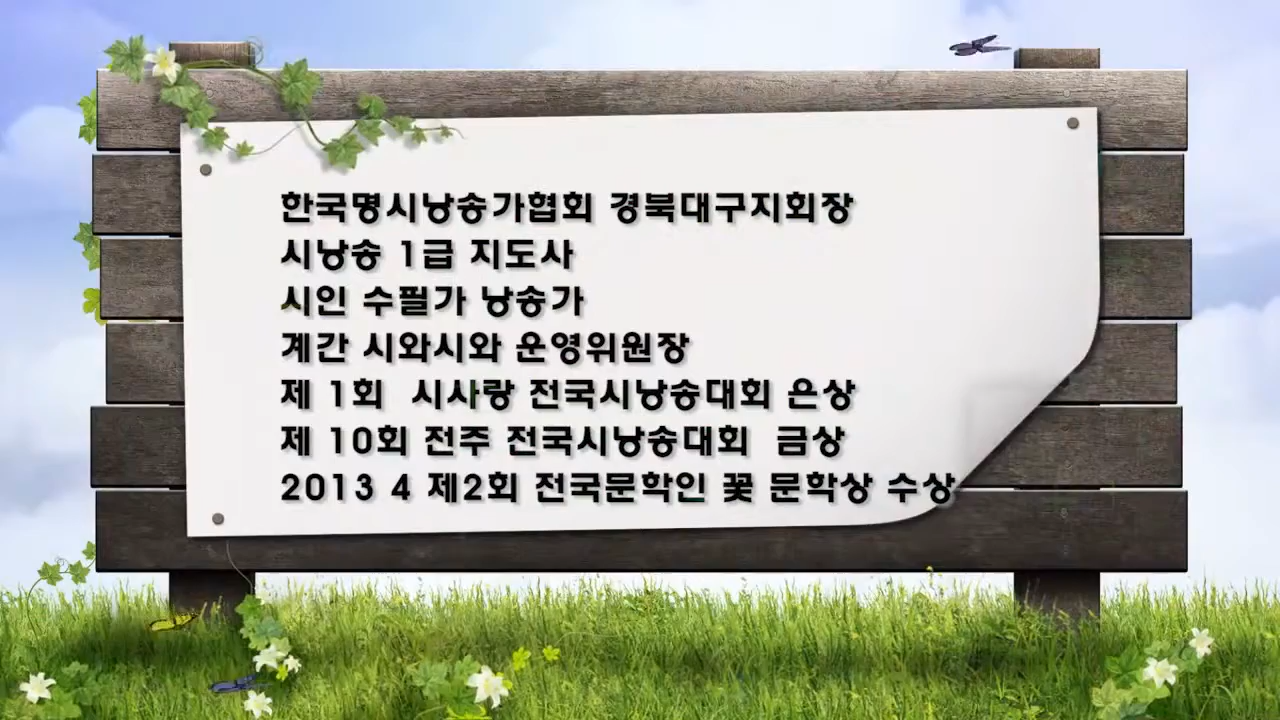 한국명시낭송가협회 경북대구지회장
시낭송 1급 지도사
시인 수필가 낭송가
계간 시와시와 운영위원장
제 1회 시사랑 전국시낭송대회 은상
제 10회 전주 전국시낭송대회 금상
2013 4 제2회 전국문학인 꽃 문학상 수상